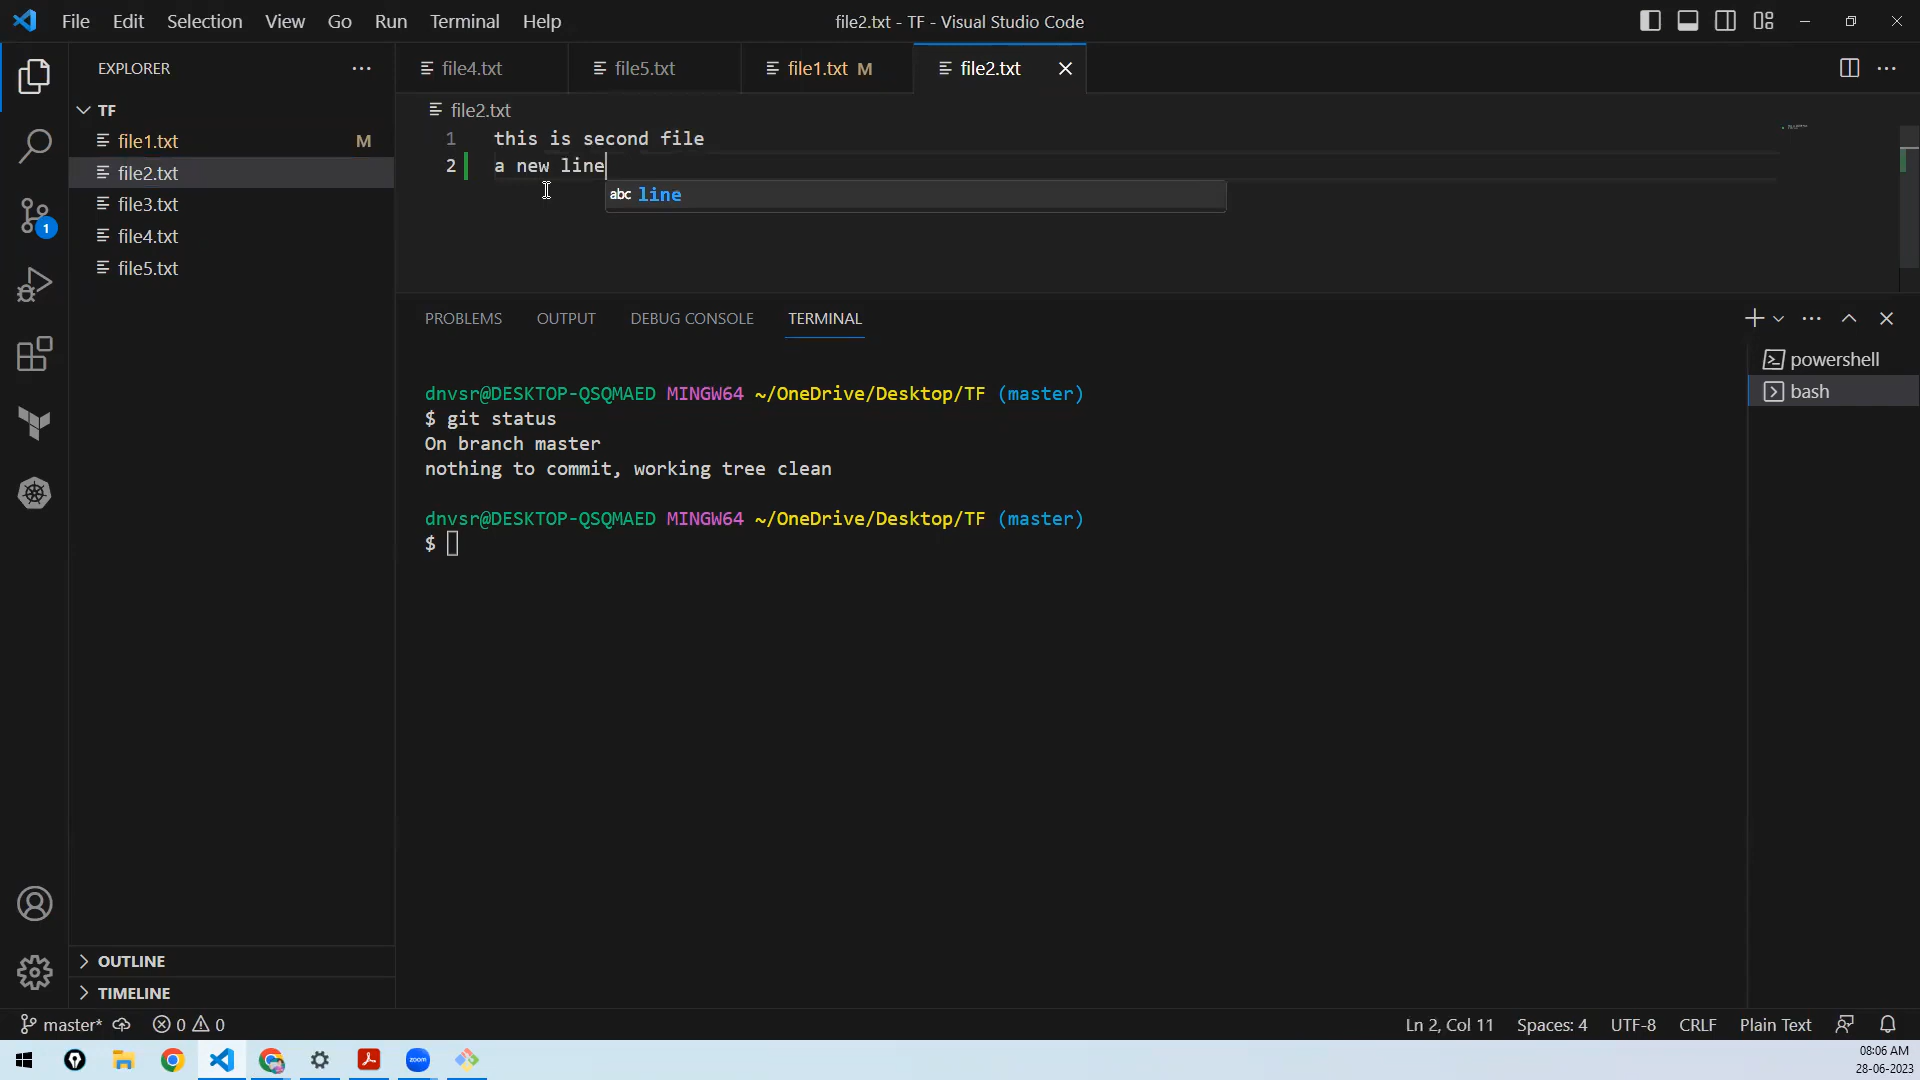 File Edit Selection View Go Run Terminal Help
file2.txt - TF - Visual Studio Code
EXPLORER
TF
file1.txt M
file2.txt
file3.txt
file4.txt
file5.txt
1
OUTLINE
TIMELINE
file4.txt file5.txt file1.txt M file2.txt
file2.txt
1 this is second file
2 a new line
abc line
PROBLEMS OUTPUT DEBUG CONSOLE TERMINAL
powershell
bash
dnvsr@DESKTOP-QSQMAED MINGW64 ~/OneDrive/Desktop/TF (master)
$ git status
On branch master
nothing to commit, working tree clean
dnvsr@DESKTOP-QSQMAED MINGW64 ~/OneDrive/Desktop/TF (master)
$
master* 0 0 Ln 2, Col 11 Spaces: 4 UTF-8 CRLF Plain Text
zoom
08:06 AM
28-06-2023